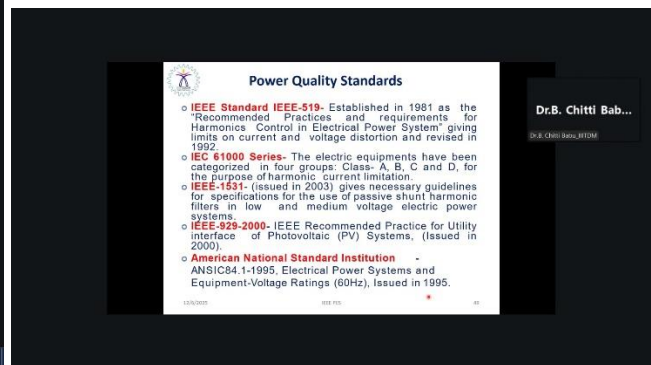 Power Quality Standards
IEEE Standard IEEE-519- Established in 1981 as the
"Recommended Practices and requirements for
Harmonics Control in Electrical Power System" giving
limits on current and voltage distortion and revised in
1992.
IEC 61000 Series- The electric equipments have been
categorized in four groups: Class- A, B, C and D, for
the purpose of harmonic current limitation.
IEEE-1531- (issued in 2003) gives necessary guidelines
for specifications for the use of passive shunt harmonic
filters in low and medium voltage electric power
systems.
IEEE-929-2000- IEEE Recommended Practice for Utility
interface of Photovoltaic (PV) Systems, (Issued in
2000).
American National Standard Institution -
ANSIC84.1-1995, Electrical Power Systems and
Equipment-Voltage Ratings (60Hz), Issued in 1995.
IEEE PES
Dr.B. Chitti Bab...
Dr.B. Chitti Babu_IIITDM